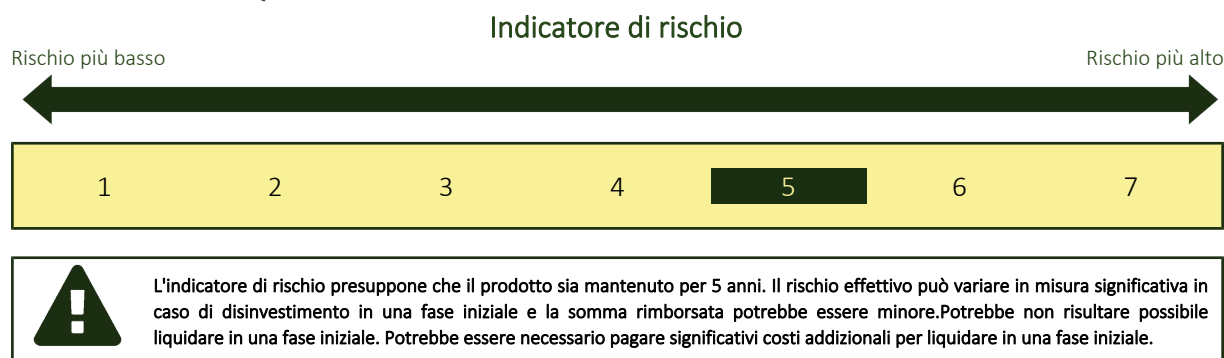 Indicatore di rischio
Rischio più basso
Rischio più alto
1 2 3 4 5 6 7
L'indicatore di rischio presuppone che il prodotto sia mantenuto per 5 anni. Il rischio effettivo può variare in misura significativa in
caso di disinvestimento in una fase iniziale e la somma rimborsata potrebbe essere minore.Potrebbe non risultare possibile
liquidare in una fase iniziale. Potrebbe essere necessario pagare significativi costi addizionali per liquidare in una fase iniziale.